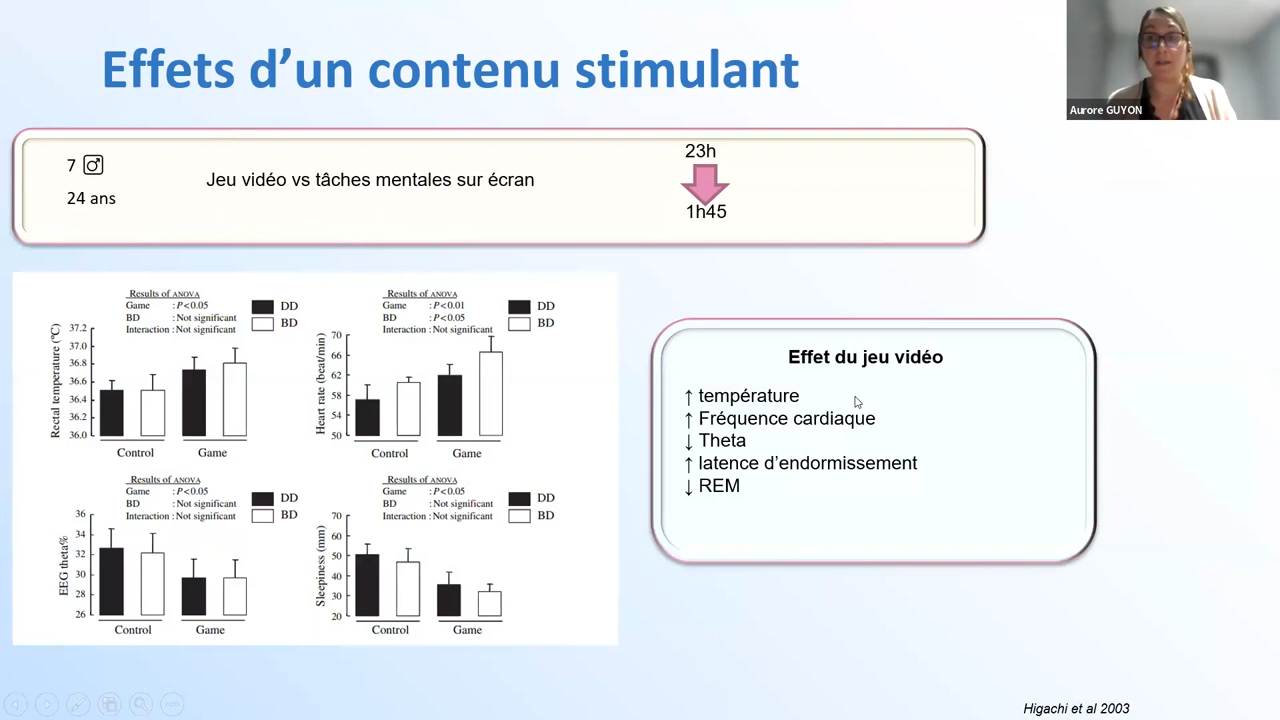 Effets d’un contenu stimulant
Aurore GUYON
7
24 ans
Jeu vidéo vs tâches mentales sur écran
23h
1h45
Results of ANOVA
Game : P<0.05
BD : Not significant
Interaction : Not significant
DD
BD
Rectal temperature (°C)
37.2
37.0
36.8
36.6
36.4
36.2
36.0
Control
Game
Results of ANOVA
Game : P<0.01
BD : P<0.05
Interaction : Not significant
DD
BD
Heart rate (beat/min)
70
66
62
58
54
50
Control
Game
Results of ANOVA
Game : P<0.05
BD : Not significant
Interaction : Not significant
DD
BD
EEG theta%
36
34
32
30
28
26
Control
Game
Results of ANOVA
Game : P<0.05
BD : Not significant
Interaction : Not significant
DD
BD
Sleepiness (mm)
70
60
50
40
30
20
Control
Game
Effet du jeu vidéo
↑ température
↑ Fréquence cardiaque
↓ Theta
↑ latence d’endormissement
↓ REM
Higachi et al 2003